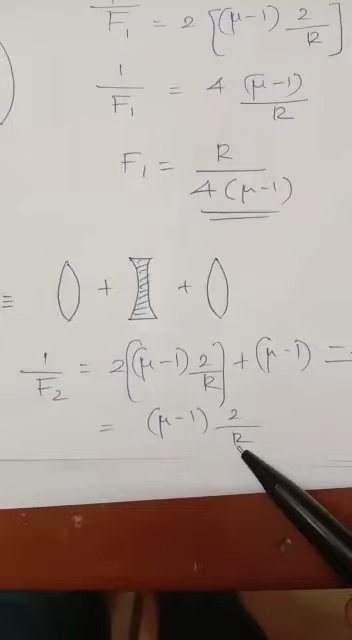 1/F₁ = 2 [(μ-1) 2/R]
1/F₁ = 4 (μ-1)/R
F₁ = R/4(μ-1)
≡ + +
1/F₂ = 2[(μ-1) 2/R] + (μ-1)
= (μ-1) 2/R